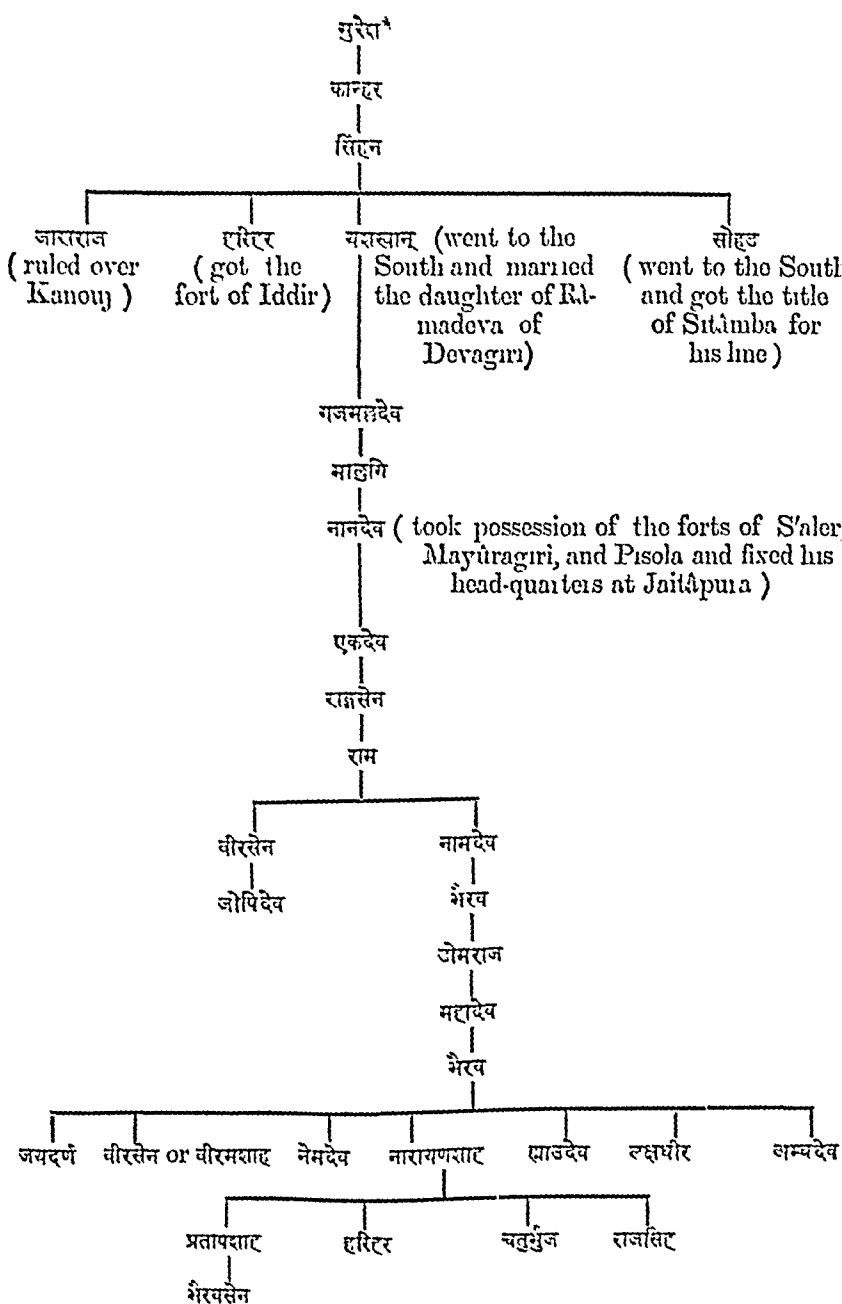 सुरेश*
कान्हर
सिंहन
जाराराज हरिहर यशस्वान् (went to the सोहड
(ruled over (got the South and married (went to the South
Kanouj) fort of Iddir) the daughter of Râ- and got the title
madeva of of Sitâmba for
Devagiri) his line)
गजमल्लदेव
मालुगि
नानदेव (took possession of the forts of S'aler,
Mayûragiri, and Pisola and fixed his
head-quarters at Jaitâpura)
एकदेव
राम
वीरसेन नामदेव
जोपिदेव भैरव
टोमराज
महादेव
भैरव
वीरसेन or वीरमशाह नेमदेव नारायणशाह लक्षधीर
प्रतापशाह हरिहर चतुर्भुज राजसिंह
भैरवसेन